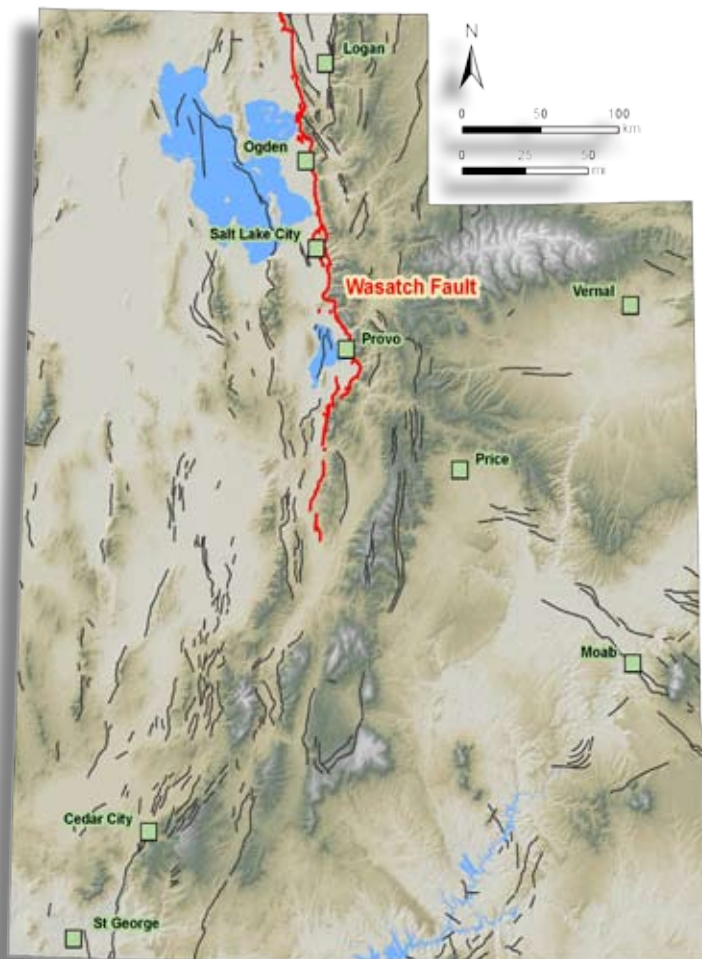 N
Logan
0 50 100
km
0 25 50
mi
Ogden
Salt Lake City
Wasatch Fault
Vernal
Provo
Price
Moab
Cedar City
St George